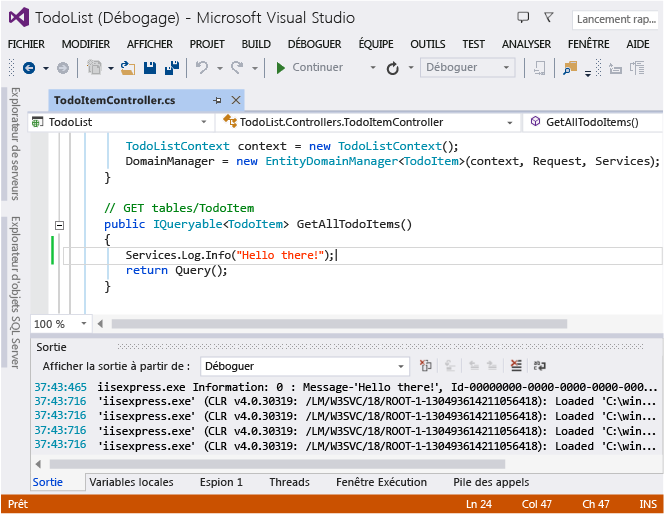 TodoList (Débogage) - Microsoft Visual Studio
Lancement rap...
FICHIER MODIFIER AFFICHER PROJET BUILD DÉBOGUER ÉQUIPE OUTILS TEST ANALYSER FENÊTRE AIDE
Continuer Déboguer
Explorateur de serveurs
Explorateur d'objets SQL Server
TodoItemController.cs
TodoList TodoList.Controllers.TodoItemController GetAllTodoItems()
TodoListContext context = new TodoListContext();
DomainManager = new EntityDomainManager<TodoItem>(context, Request, Services);
}
// GET tables/TodoItem
public IQueryable<TodoItem> GetAllTodoItems()
{
Services.Log.Info("Hello there!");
return Query();
}
100 %
Sortie
Afficher la sortie à partir de : Déboguer
37:43:465 iisexpress.exe Information: 0 : Message-'Hello there!', Id-00000000-0000-0000-0000-000...
37:43:716 'iisexpress.exe' (CLR v4.0.30319: /LM/W3SVC/18/ROOT-1-130493614211056418): Loaded 'C:\win...
37:43:716 'iisexpress.exe' (CLR v4.0.30319: /LM/W3SVC/18/ROOT-1-130493614211056418): Loaded 'C:\win...
37:43:716 'iisexpress.exe' (CLR v4.0.30319: /LM/W3SVC/18/ROOT-1-130493614211056418): Loaded 'C:\win...
37:43:716 'iisexpress.exe' (CLR v4.0.30319: /LM/W3SVC/18/ROOT-1-130493614211056418): Loaded 'C:\win...
Sortie Variables locales Espion 1 Threads Fenêtre Exécution Pile des appels
Prêt Ln 24 Col 47 Ch 47 INS